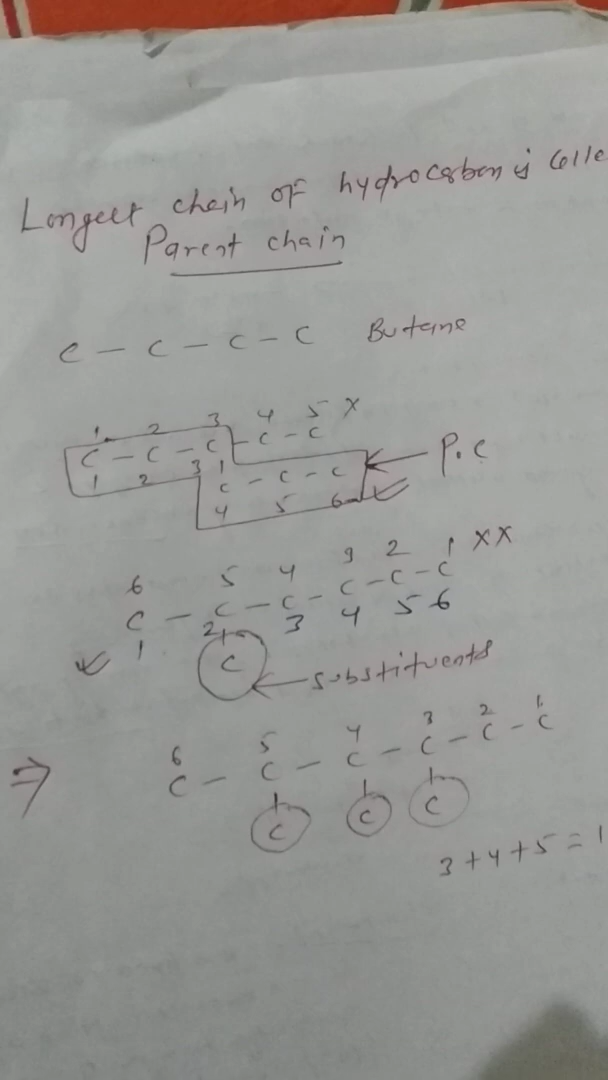 Longest chain of hydrocarbon is Calle
Parent chain
C - C - C - C Butane
1 2 3 4 5 X
C - C - C - C - C
1 2 3 C - C - C P.C
4 5 6
6 5 4 3 2 1 XX
C - C - C - C - C - C
1 2 3 4 5 6
C substituents
6 5 4 3 2 1
⇒ C - C - C - C - C - C
C C C
3+4+5=1